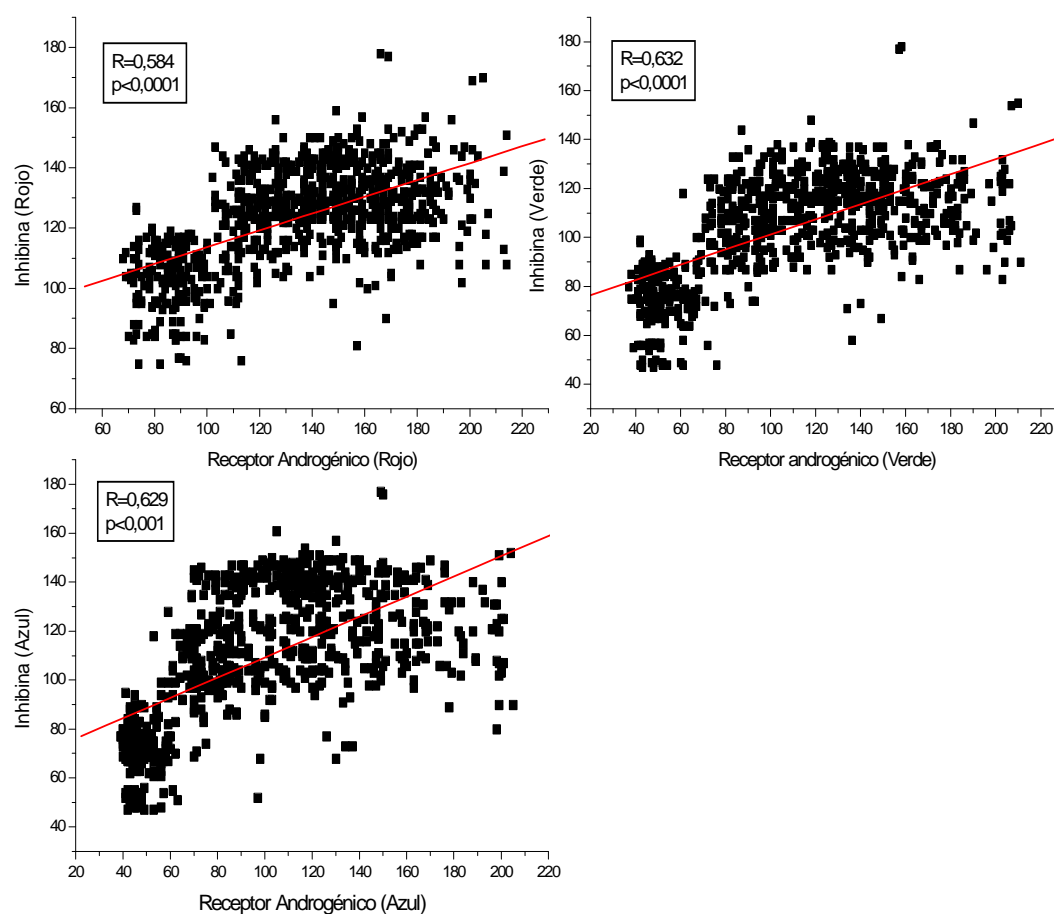 R=0,584
p<0,0001
Inhibina (Rojo)
180
160
140
120
100
80
60
60 80 100 120 140 160 180 200 220
Receptor Androgénico (Rojo)
R=0,632
p<0,0001
Inhibina (Verde)
180
160
140
120
100
80
60
40
20 40 60 80 100 120 140 160 180 200 220
Receptor androgénico (Verde)
R=0,629
p<0,001
Inhibina (Azul)
180
160
140
120
100
80
60
40
20 40 60 80 100 120 140 160 180 200 220
Receptor Androgénico (Azul)